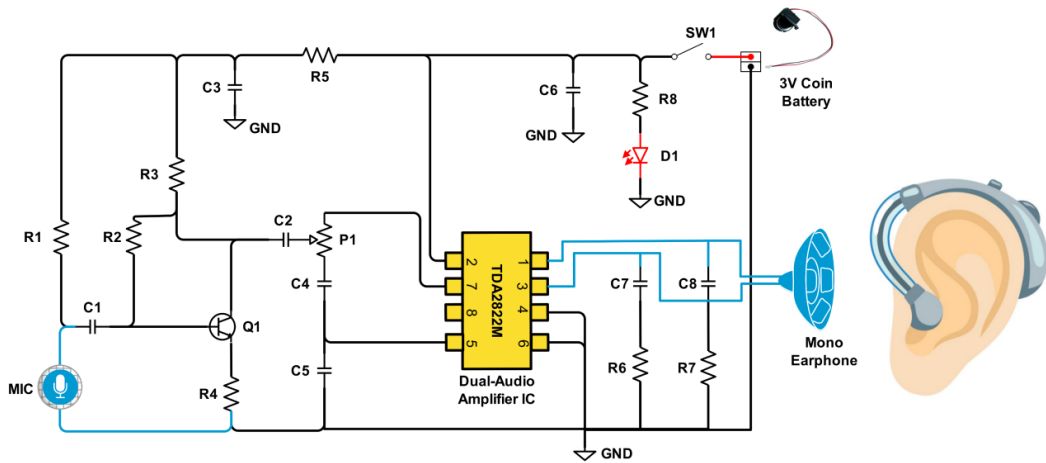 SW1
3V Coin
Battery
C3
R5
C6
R8
GND
GND
D1
GND
R3
R1
R2
C2
P1
C4
C1
Q1
C5
R4
MIC
2
7
8
5
TDA2822M
1
3
4
6
Dual-Audio
Amplifier IC
C7
C8
R6
R7
Mono
Earphone
GND